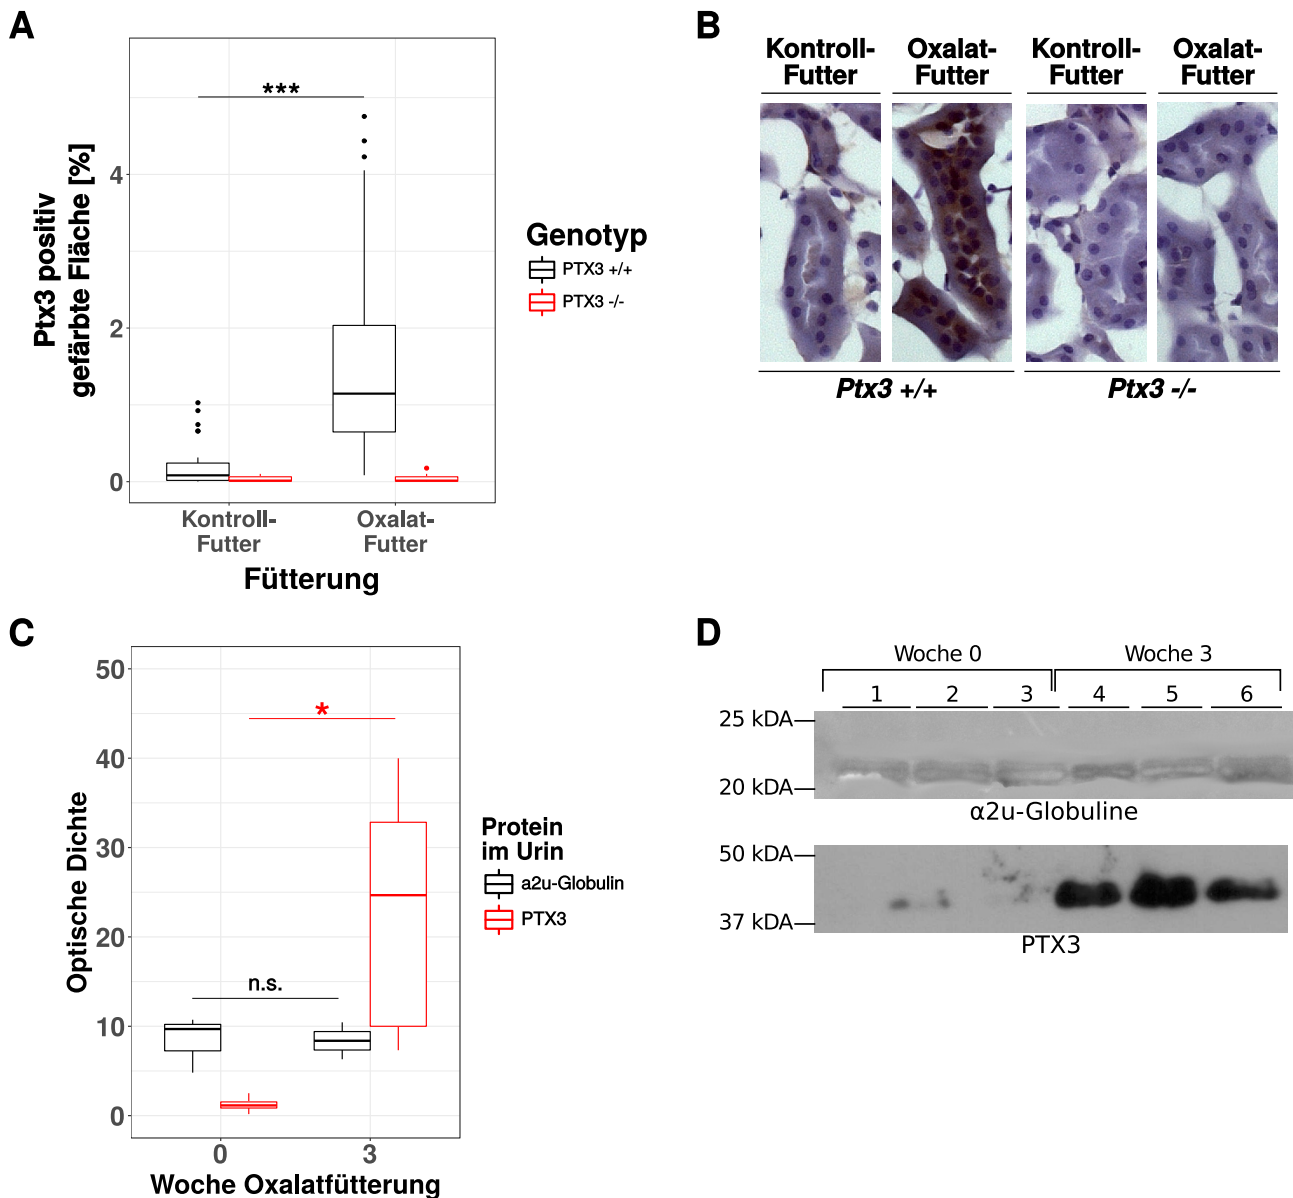 A
***
Ptx3 positiv
gefärbte Fläche [%]
4
2
0
Kontroll-
Futter
Oxalat-
Futter
Fütterung
Genotyp
PTX3 +/+
PTX3 -/-
B
Kontroll-
Futter
Oxalat-
Futter
Kontroll-
Futter
Oxalat-
Futter
Ptx3 +/+
Ptx3 -/-
C
Optische Dichte
50
40
30
20
10
0
*
n.s.
0
3
Woche Oxalatfütterung
Protein
im Urin
a2u-Globulin
PTX3
D
Woche 0
Woche 3
1 2 3 4 5 6
25 kDA
20 kDA
α2u-Globuline
50 kDA
37 kDA
PTX3